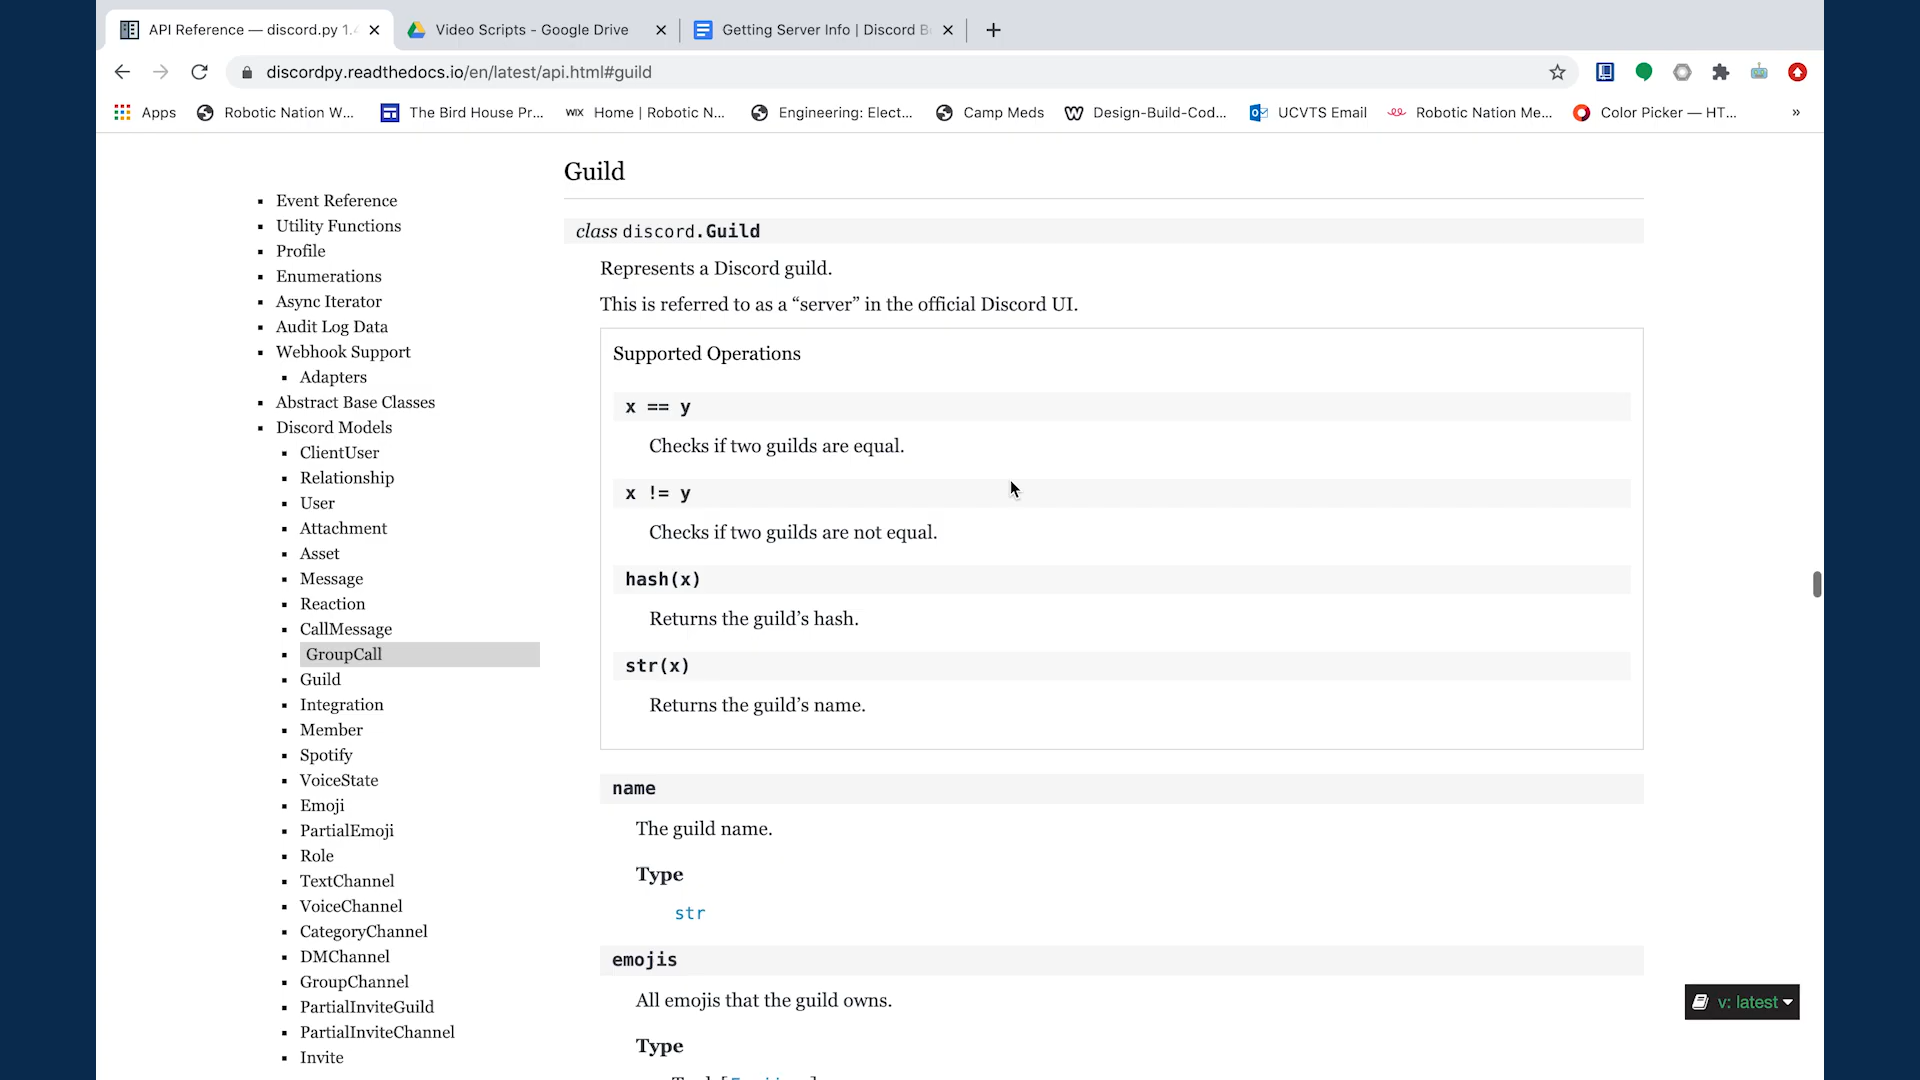 API Reference — discord.py 1.4
Video Scripts - Google Drive
Getting Server Info | Discord B
discordpy.readthedocs.io/en/latest/api.html#guild
Apps
Robotic Nation W...
The Bird House Pr...
WIX Home | Robotic N...
Engineering: Elect...
Camp Meds
Design-Build-Cod...
UCVTS Email
Robotic Nation Me...
Color Picker — HT...
»
Event Reference
Utility Functions
Profile
Enumerations
Async Iterator
Audit Log Data
Webhook Support
Adapters
Abstract Base Classes
Discord Models
ClientUser
Relationship
User
Attachment
Asset
Message
Reaction
CallMessage
GroupCall
Guild
Integration
Member
Spotify
VoiceState
Emoji
PartialEmoji
Role
TextChannel
VoiceChannel
CategoryChannel
DMChannel
GroupChannel
PartialInviteGuild
PartialInviteChannel
Invite
Guild
class discord.Guild
Represents a Discord guild.
This is referred to as a “server” in the official Discord UI.
Supported Operations
x == y
Checks if two guilds are equal.
x != y
Checks if two guilds are not equal.
hash(x)
Returns the guild’s hash.
str(x)
Returns the guild’s name.
name
The guild name.
Type
str
emojis
All emojis that the guild owns.
Type
v: latest